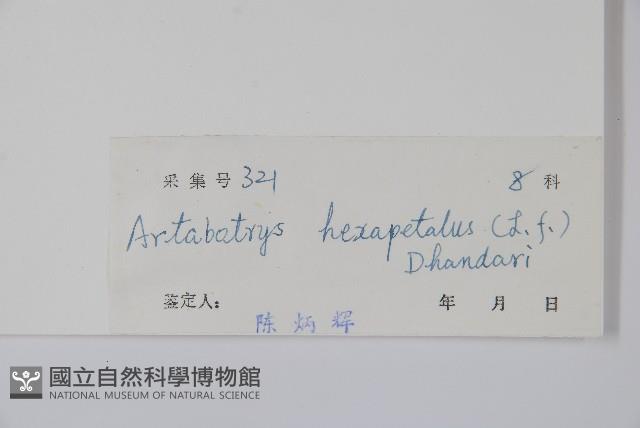 采集号 321 8 科
Artabotrys hexapetalus (L.f.)
Dhandari
鉴定人: 年 月 日
陈炳辉
國立自然科學博物館
NATIONAL MUSEUM OF NATURAL SCIENCE